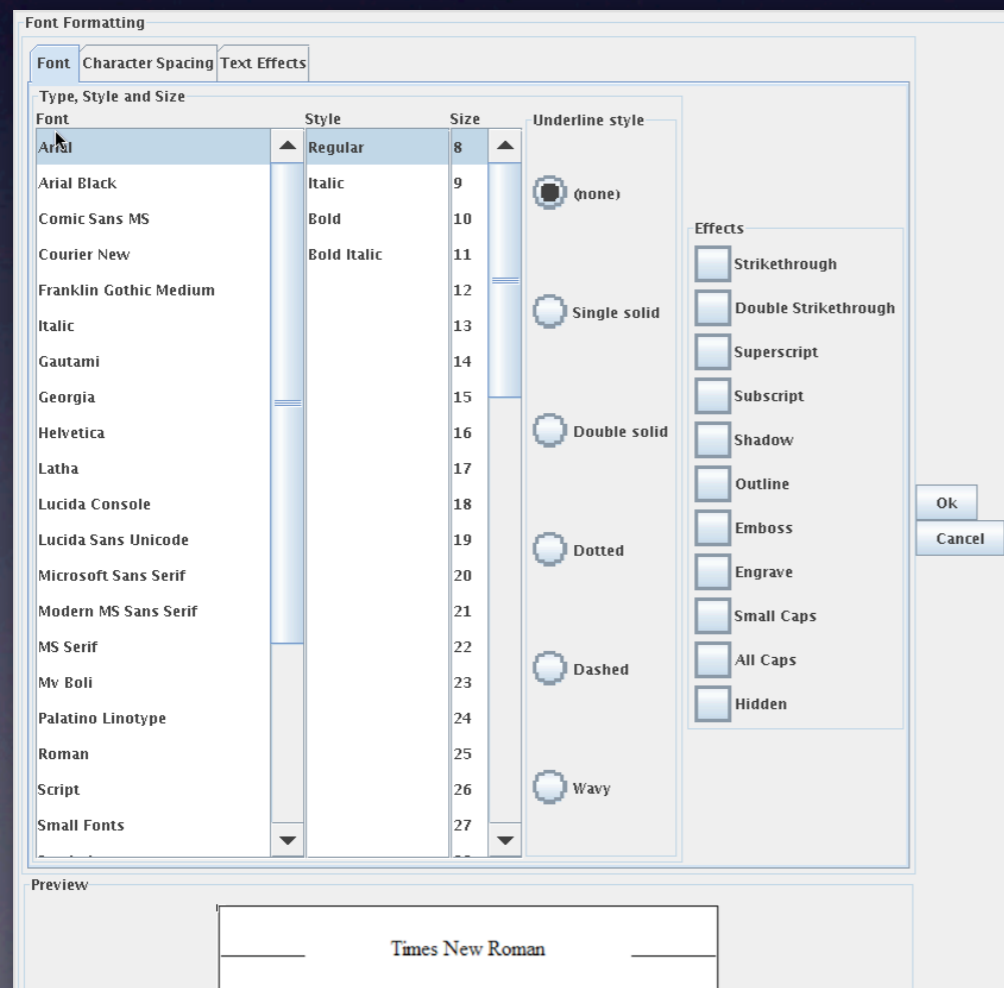 Font Formatting
Font Character Spacing Text Effects
Type, Style and Size
Font Style Size
Arial
Arial Black
Comic Sans MS
Courier New
Franklin Gothic Medium
Italic
Gautami
Georgia
Helvetica
Latha
Lucida Console
Lucida Sans Unicode
Microsoft Sans Serif
Modern MS Sans Serif
MS Serif
Mv Boli
Palatino Linotype
Roman
Script
Small Fonts
Regular
Italic
Bold
Bold Italic
8
9
10
11
12
13
14
15
16
17
18
19
20
21
22
23
24
25
26
27
Underline style
(none)
Single solid
Double solid
Dotted
Dashed
Wavy
Effects
Strikethrough
Double Strikethrough
Superscript
Subscript
Shadow
Outline
Emboss
Engrave
Small Caps
All Caps
Hidden
Ok
Cancel
Preview
Times New Roman